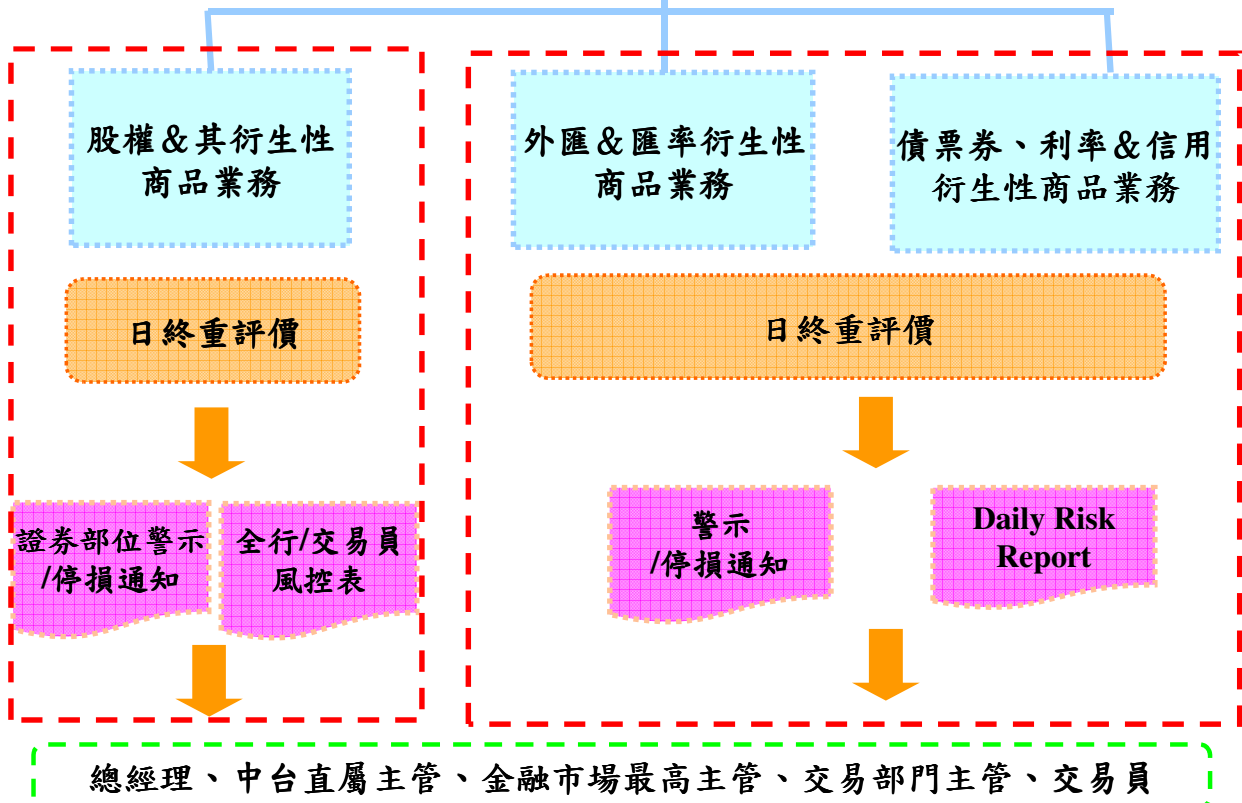 股權＆其衍生性
商品業務
外匯＆匯率衍生性
商品業務
債票券、利率＆信用
衍生性商品業務
日終重評價
日終重評價
證券部位警示
/停損通知
全行/交易員
風控表
警示
/停損通知
Daily Risk
Report
總經理、中台直屬主管、金融市場最高主管、交易部門主管、交易員